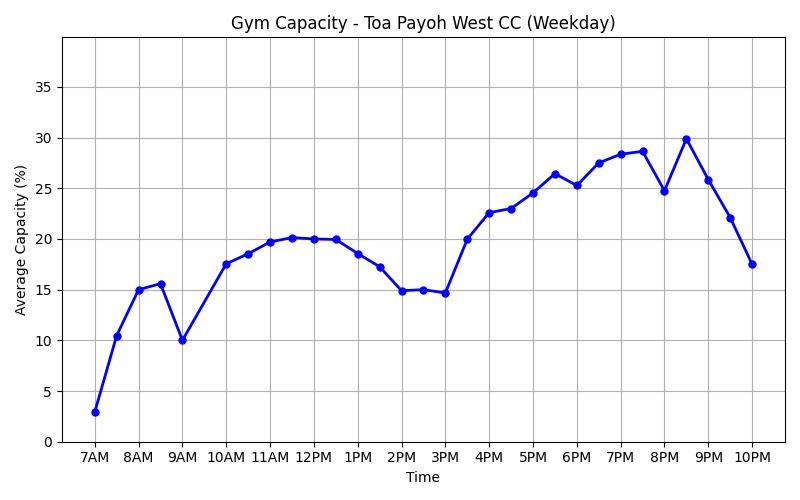 Gym Capacity - Toa Payoh West CC (Weekday)
Average Capacity (%)
35
30
25
20
15
10
5
0
7AM 8AM 9AM 10AM 11AM 12PM 1PM 2PM 3PM 4PM 5PM 6PM 7PM 8PM 9PM 10PM
Time